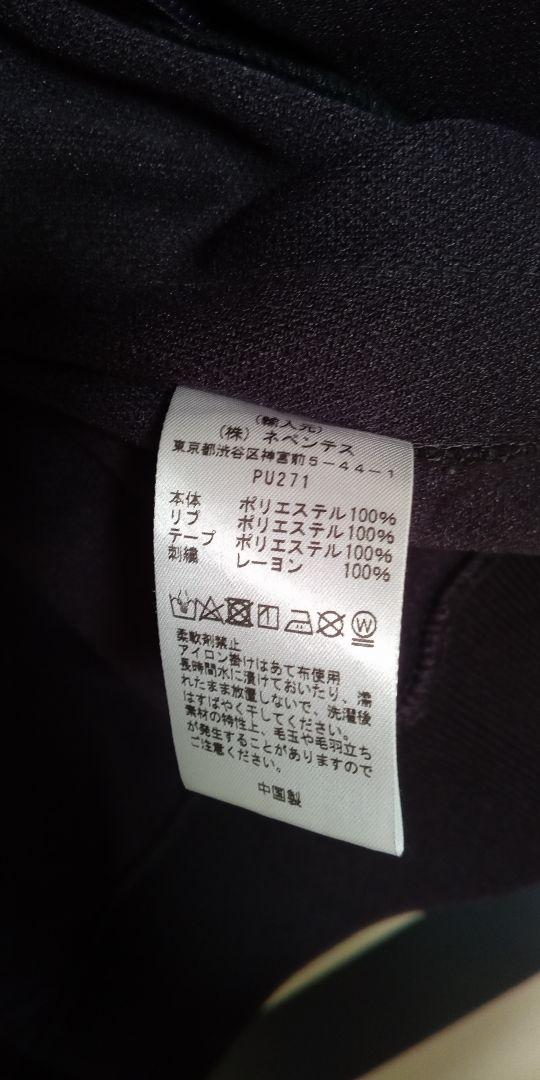 (輸入元)
(株) ネペンテス
東京都渋谷区神宮前5-44-1
PU271
本体 ポリエステル100%
リブ ポリエステル100%
テープ ポリエステル100%
刺繍 レーヨン 100%
W
柔軟剤禁止
アイロン掛けはあて布使用
長時間水に漬けておいたり、濡
れたまま放置しないで、洗濯後
はすばやく干してください。
素材の特性上、毛玉や毛羽立ち
が発生することがありますので
ご注意ください。
中国製